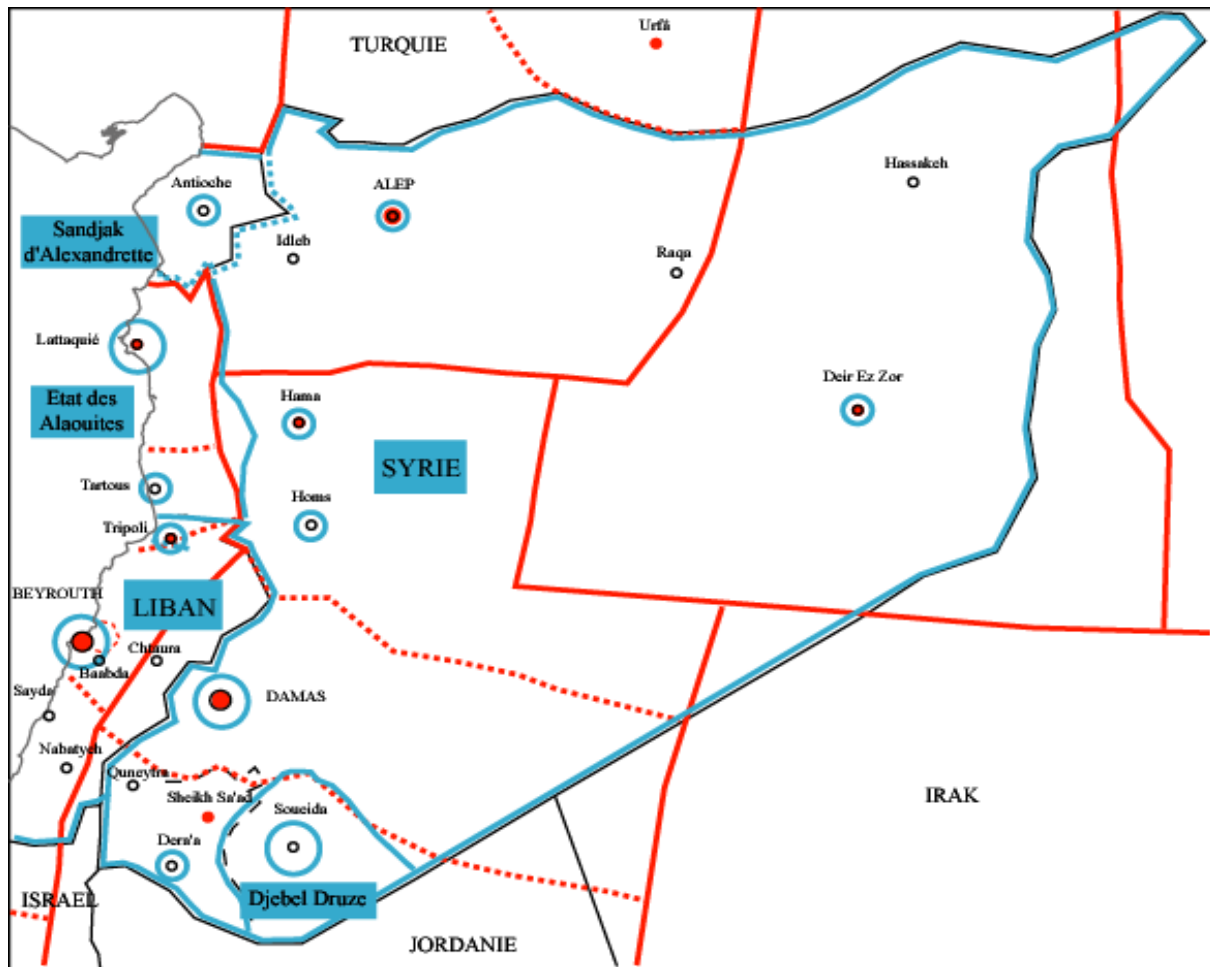 Urfâ
TURQUIE
Hassakeh
Antioche
ALEP
Sandjak
d'Alexandrette
Idleb
Raqa
Lattaquié
Deir Ez Zor
Etat des
Alaouites
Hama
SYRIE
Tartous
Homs
Tripoli
BEYROUTH
LIBAN
Chtaura
Baabda
Sayda
DAMAS
Nabatyeh
Quneytra
Sheikh Sa'ad
Soueida
IRAK
Dera'a
ISRAEL
Djebel Druze
JORDANIE